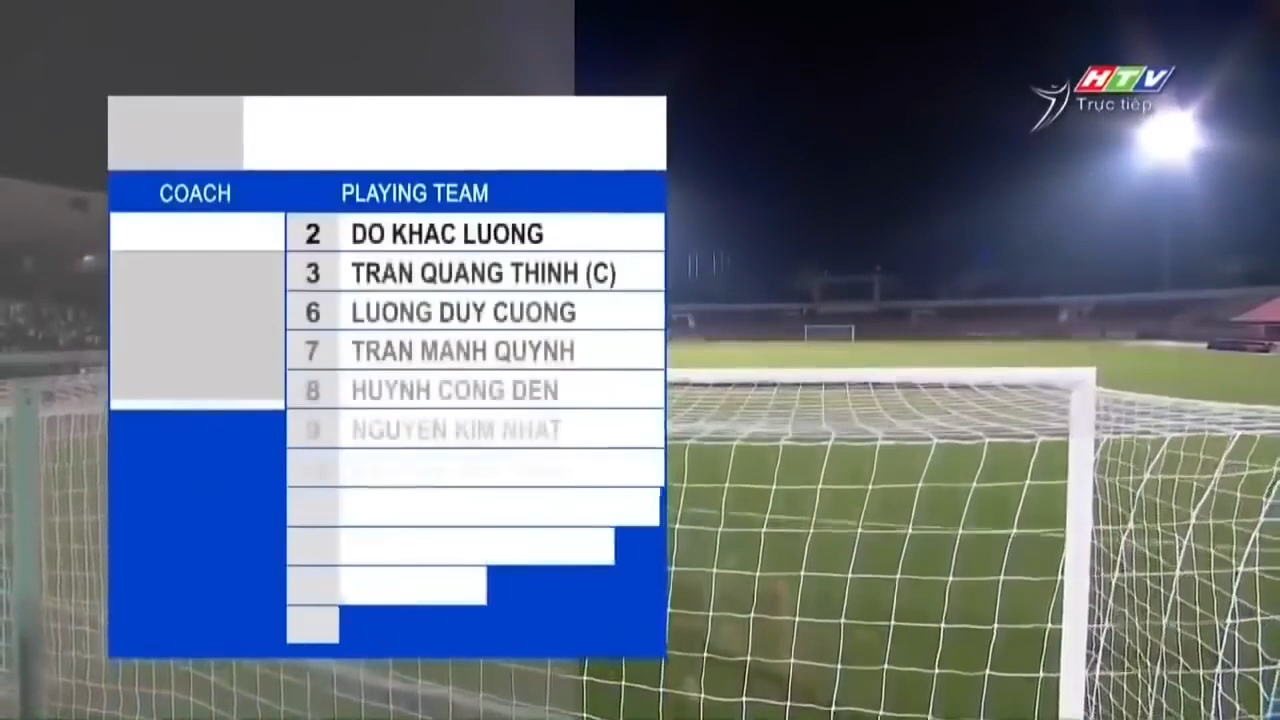 HTV
Trực tiếp
COACH PLAYING TEAM
2 DO KHAC LUONG
3 TRAN QUANG THINH (C)
6 LUONG DUY CUONG
7 TRAN MANH QUYNH
8 HUYNH CONG DEN
9 NGUYEN KIM NHAT